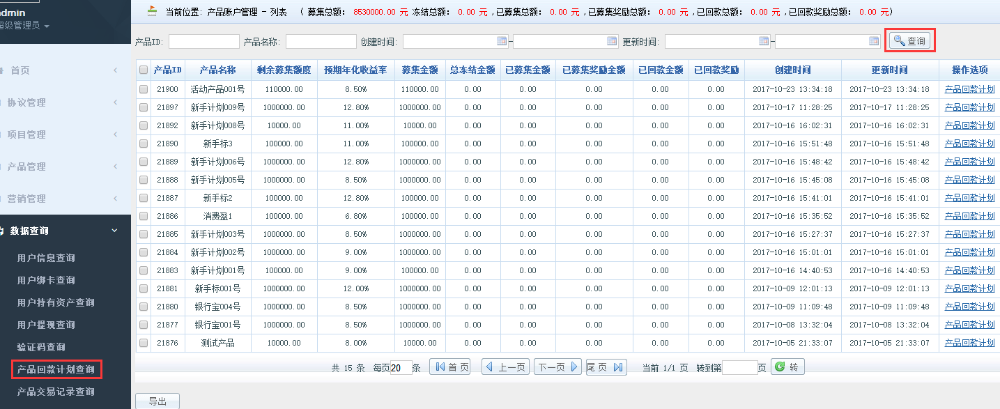 dmin
超级管理员
首页
协议管理
项目管理
产品管理
营销管理
数据查询
用户信息查询
用户绑卡查询
用户持有资产查询
用户提现查询
验证码查询
产品回款计划查询
产品交易记录查询
当前位置: 产品账户管理 - 列表 ( 募集总额: 8530000.00 元 冻结总额: 0.00 元 ,已募集总额: 0.00 元 ,已募集奖励总额: 0.00 元 ,已回款总额: 0.00 元 ,已回款奖励总额: 0.00 元)
产品ID: 产品名称: 创建时间: - 更新时间: - 查询
产品ID 产品名称 剩余募集额度 预期年化收益率 募集金额 总冻结金额 已募集金额 已募集奖励金额 已回款金额 已回款奖励 创建时间 更新时间 操作选项
21900 活动产品001号 110000.00 8.50% 110000.00 0.00 0.00 0.00 0.00 0.00 2017-10-23 13:34:18 2017-10-23 13:34:18 产品回款计划
21897 新手计划009号 1000000.00 12.80% 1000000.00 0.00 0.00 0.00 0.00 0.00 2017-10-17 11:28:25 2017-10-17 11:28:25 产品回款计划
21892 新手计划008号 10000.00 11.00% 10000.00 0.00 0.00 0.00 0.00 0.00 2017-10-16 16:02:31 2017-10-16 16:02:31 产品回款计划
21890 新手标3 100000.00 11.00% 100000.00 0.00 0.00 0.00 0.00 0.00 2017-10-16 15:51:48 2017-10-16 15:51:48 产品回款计划
21889 新手计划006号 1000000.00 12.80% 1000000.00 0.00 0.00 0.00 0.00 0.00 2017-10-16 15:48:42 2017-10-16 15:48:42 产品回款计划
21888 新手计划005号 1000000.00 8.50% 1000000.00 0.00 0.00 0.00 0.00 0.00 2017-10-16 15:45:08 2017-10-16 15:45:08 产品回款计划
21887 新手标2 100000.00 12.80% 100000.00 0.00 0.00 0.00 0.00 0.00 2017-10-16 15:41:01 2017-10-16 15:41:01 产品回款计划
21886 消费盈1 100000.00 6.80% 100000.00 0.00 0.00 0.00 0.00 0.00 2017-10-16 15:35:52 2017-10-16 15:35:52 产品回款计划
21885 新手计划003号 1000000.00 8.50% 1000000.00 0.00 0.00 0.00 0.00 0.00 2017-10-16 15:27:37 2017-10-16 15:27:37 产品回款计划
21884 新手计划002号 1000000.00 9.00% 1000000.00 0.00 0.00 0.00 0.00 0.00 2017-10-16 15:01:01 2017-10-16 15:01:01 产品回款计划
21883 新手计划001号 100000.00 9.00% 100000.00 0.00 0.00 0.00 0.00 0.00 2017-10-16 14:40:53 2017-10-16 14:40:53 产品回款计划
21881 新手标001号 1000000.00 12.00% 1000000.00 0.00 0.00 0.00 0.00 0.00 2017-10-09 12:01:13 2017-10-09 12:01:13 产品回款计划
21880 银行宝004号 1000000.00 8.50% 1000000.00 0.00 0.00 0.00 0.00 0.00 2017-10-09 11:09:48 2017-10-09 11:09:48 产品回款计划
21877 银行宝001号 1000000.00 8.50% 1000000.00 0.00 0.00 0.00 0.00 0.00 2017-10-08 13:32:04 2017-10-08 13:32:04 产品回款计划
21876 测试产品 10000.00 8.00% 10000.00 0.00 0.00 0.00 0.00 0.00 2017-10-05 21:33:07 2017-10-05 21:33:07 产品回款计划
共 15 条 每页20条 首 页 上一页 下一页 尾 页 当前 1/1 页 转到第 页 转
导出